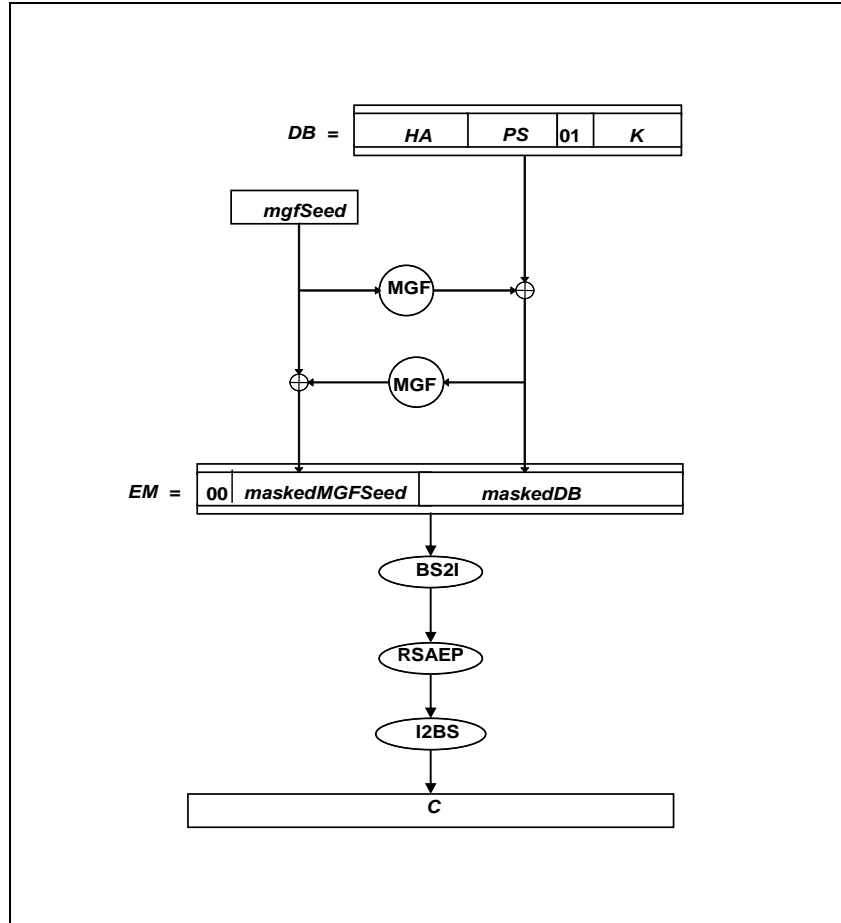 DB = HA PS 01 K
mgfSeed
MGF
MGF
EM = 00 maskedMGFSeed maskedDB
BS2I
RSAEP
I2BS
C